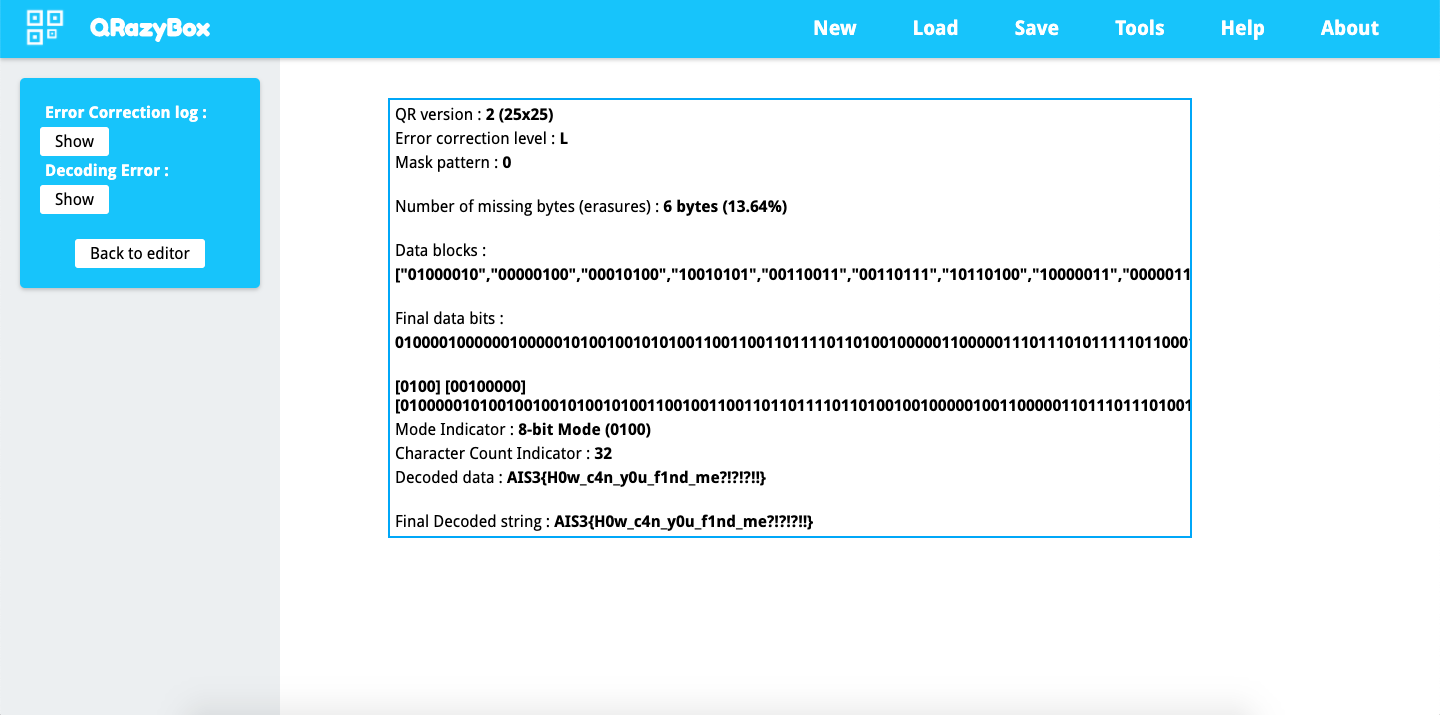 QRazyBox
New Load Save Tools Help About
Error Correction log :
Show
Decoding Error :
Show
Back to editor
QR version : 2 (25x25)
Error correction level : L
Mask pattern : 0
Number of missing bytes (erasures) : 6 bytes (13.64%)
Data blocks :
["01000010","00000100","00010100","10010101","00110011","00110111","10110100","10000011","0000011
Final data bits :
0100001000000100000101001001010100110011001101111011010010000011000001110111010111110110001
[0100] [00100000]
[010000010100100100101001010011001001100110110111101101001001000001001100000110111011101001
Mode Indicator : 8-bit Mode (0100)
Character Count Indicator : 32
Decoded data : AIS3{H0w_c4n_y0u_f1nd_me?!?!?!!}
Final Decoded string : AIS3{H0w_c4n_y0u_f1nd_me?!?!?!!}